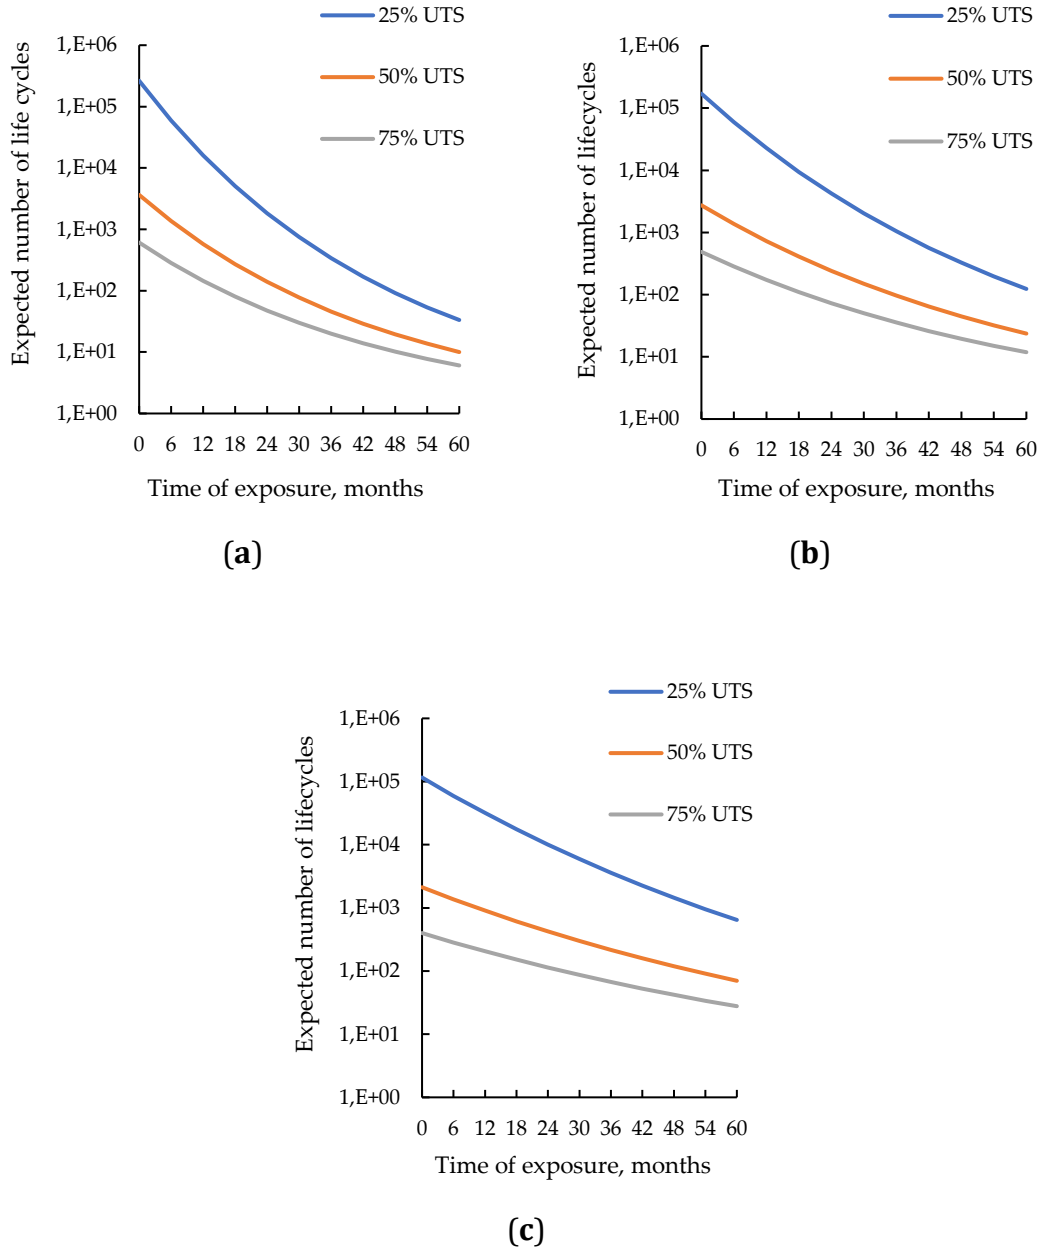 25% UTS
50% UTS
75% UTS
Expected number of life cycles
1,E+06
1,E+05
1,E+04
1,E+03
1,E+02
1,E+01
1,E+00
0 6 12 18 24 30 36 42 48 54 60
Time of exposure, months
(a)
25% UTS
50% UTS
75% UTS
Expected number of lifecycles
1,E+06
1,E+05
1,E+04
1,E+03
1,E+02
1,E+01
1,E+00
0 6 12 18 24 30 36 42 48 54 60
Time of exposure, months
(b)
25% UTS
50% UTS
75% UTS
Expected number of lifecycles
1,E+06
1,E+05
1,E+04
1,E+03
1,E+02
1,E+01
1,E+00
0 6 12 18 24 30 36 42 48 54 60
Time of exposure, months
(c)